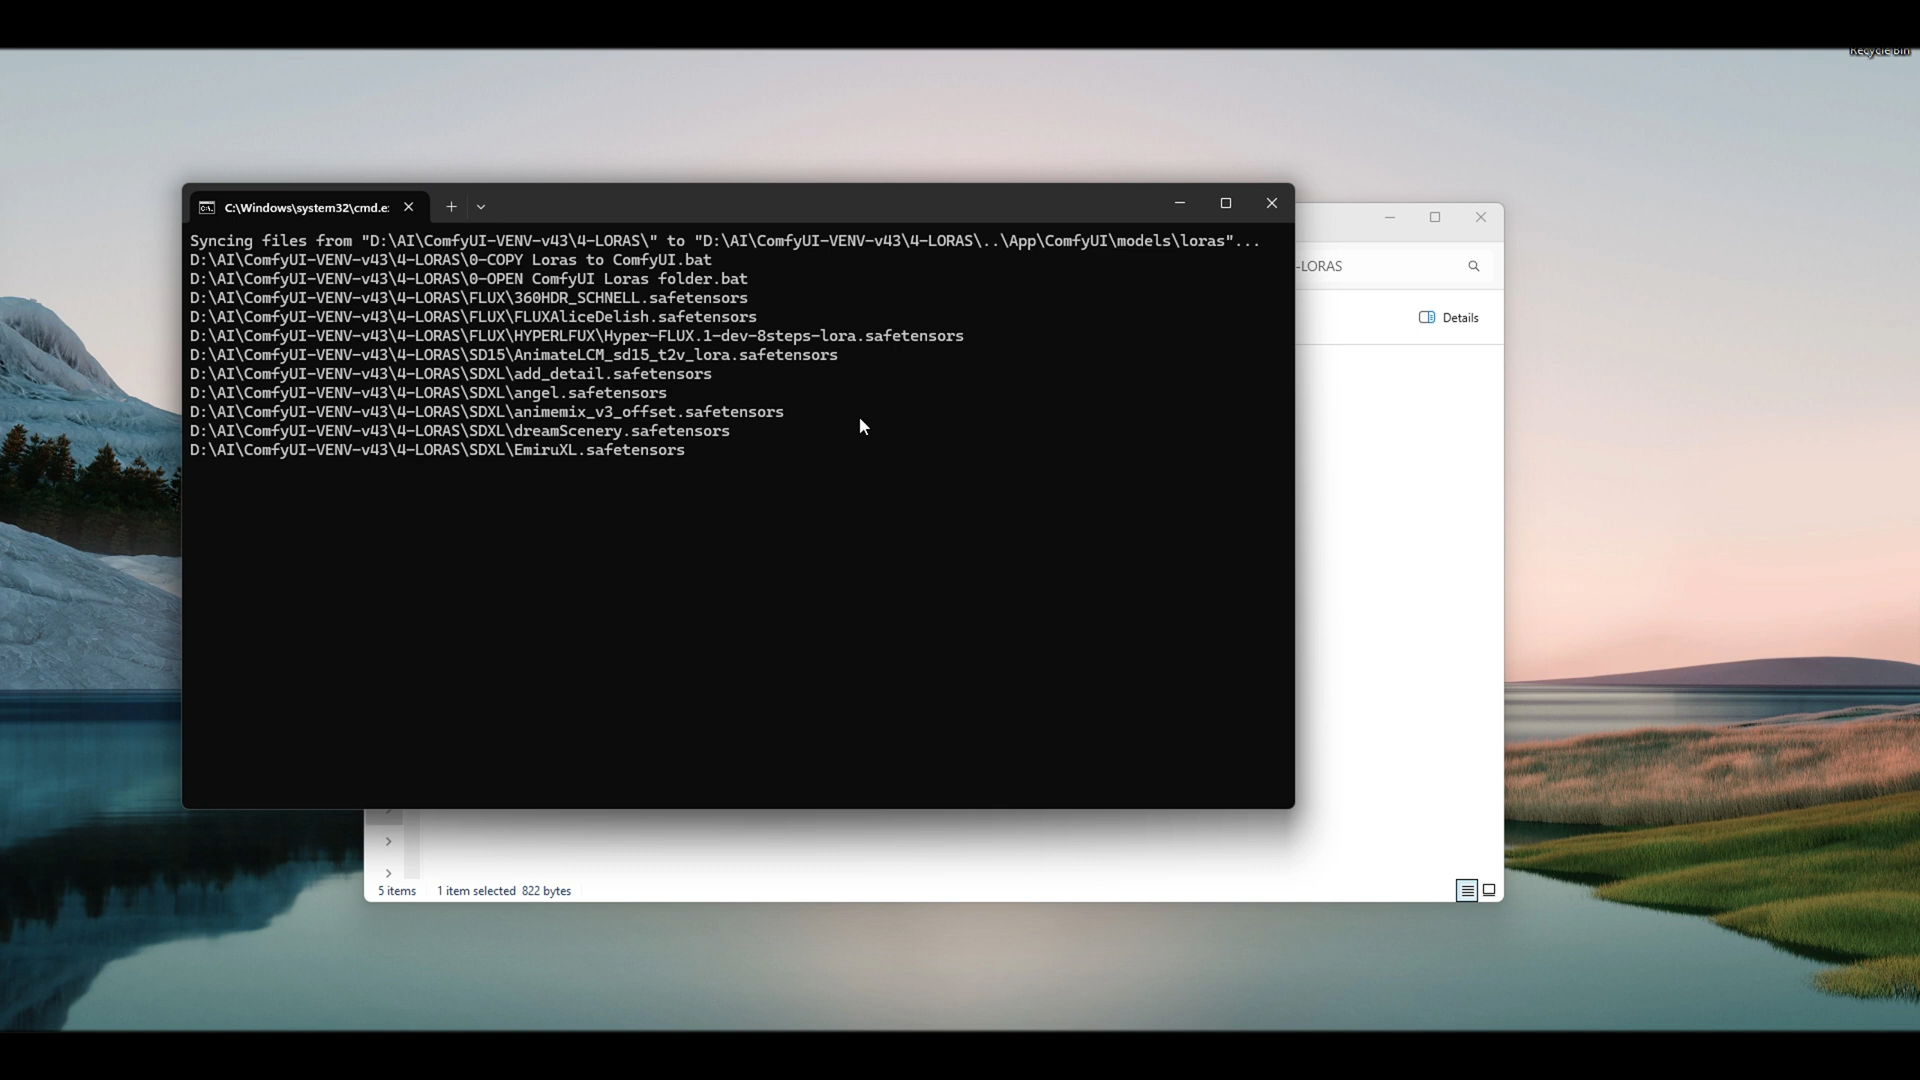 Recycle Bin
C:\Windows\system32\cmd.e:
Syncing files from "D:\AI\ComfyUI-VENV-v43\4-LORAS\" to "D:\AI\ComfyUI-VENV-v43\4-LORAS\..\App\ComfyUI\models\loras"...
D:\AI\ComfyUI-VENV-v43\4-LORAS\0-COPY Loras to ComfyUI.bat
D:\AI\ComfyUI-VENV-v43\4-LORAS\0-OPEN ComfyUI Loras folder.bat
D:\AI\ComfyUI-VENV-v43\4-LORAS\FLUX\360HDR_SCHNELL.safetensors
D:\AI\ComfyUI-VENV-v43\4-LORAS\FLUX\FLUXAliceDelish.safetensors
D:\AI\ComfyUI-VENV-v43\4-LORAS\FLUX\HYPERLFUX\Hyper-FLUX.1-dev-8steps-lora.safetensors
D:\AI\ComfyUI-VENV-v43\4-LORAS\SD15\AnimateLCM_sd15_t2v_lora.safetensors
D:\AI\ComfyUI-VENV-v43\4-LORAS\SDXL\add_detail.safetensors
D:\AI\ComfyUI-VENV-v43\4-LORAS\SDXL\angel.safetensors
D:\AI\ComfyUI-VENV-v43\4-LORAS\SDXL\animemix_v3_offset.safetensors
D:\AI\ComfyUI-VENV-v43\4-LORAS\SDXL\dreamScenery.safetensors
D:\AI\ComfyUI-VENV-v43\4-LORAS\SDXL\EmiruXL.safetensors
-LORAS
Details
5 items 1 item selected 822 bytes